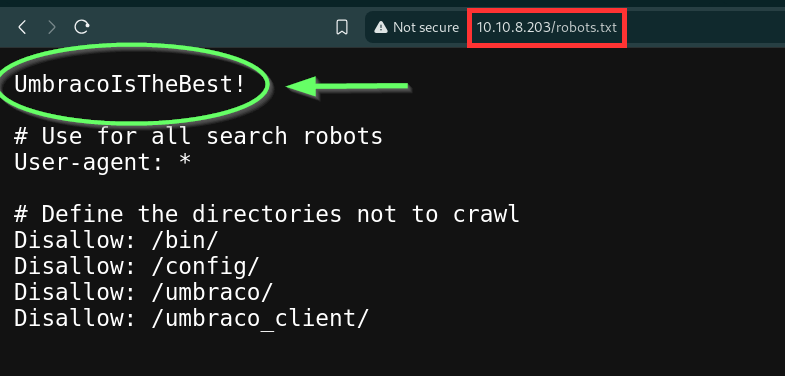 Not secure 10.10.8.203/robots.txt
UmbracoIsTheBest!
# Use for all search robots
User-agent: *
# Define the directories not to crawl
Disallow: /bin/
Disallow: /config/
Disallow: /umbraco/
Disallow: /umbraco_client/